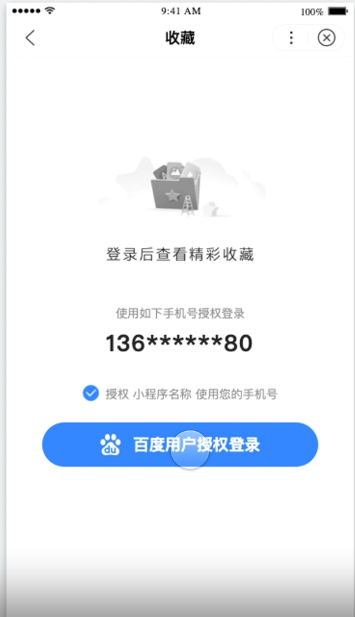 9:41 AM
100%
收藏
登录后查看精彩收藏
使用如下手机号授权登录
136******80
授权 小程序名称 使用您的手机号
du 百度用户授权登录